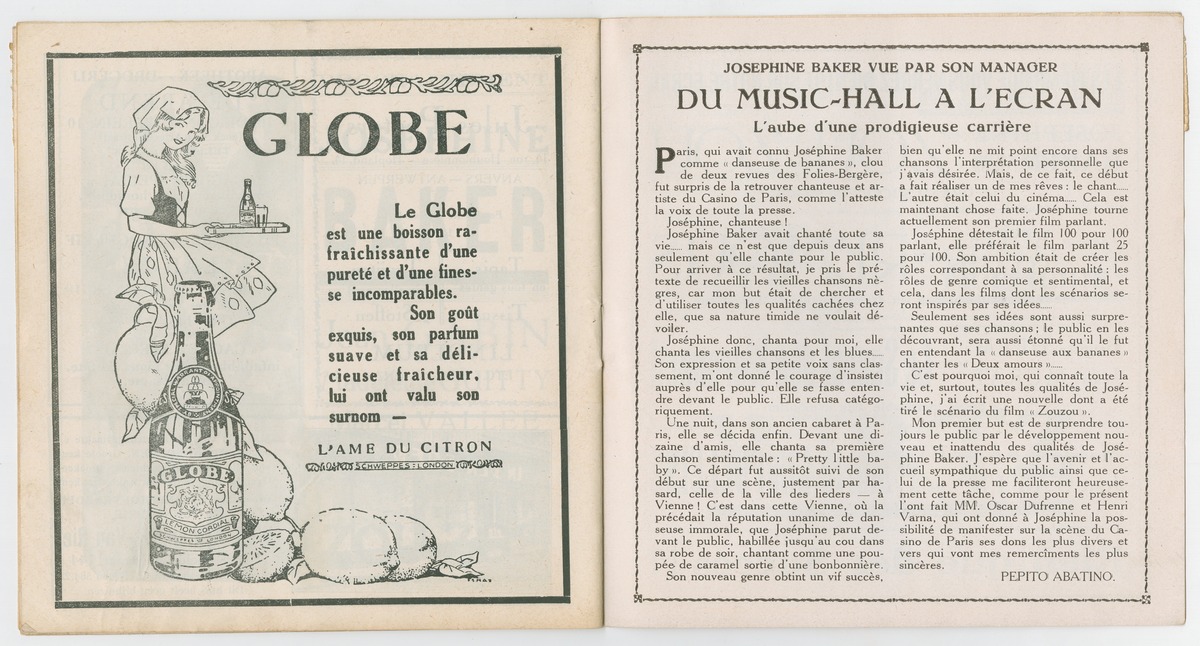 GLOBE
Le Globe
est une boisson ra-
fraîchissante d'une
pureté et d'une fines-
se incomparables.
Son goût
exquis, son parfum
suave et sa déli-
cieuse fraîcheur,
lui ont valu son
surnom —
L'AME DU CITRON
SCHWEPPES : LONDON
GLOBE
LEMON CORDIAL
SCHWEPPES OF LONDON
JOSEPHINE BAKER VUE PAR SON MANAGER
DU MUSIC-HALL A L'ECRAN
L'aube d'une prodigieuse carrière
Paris, qui avait connu Joséphine Baker
comme « danseuse de bananes », clou
de deux revues des Folies-Bergère,
fut surpris de la retrouver chanteuse et ar-
tiste du Casino de Paris, comme l'atteste
la voix de toute la presse.
Joséphine, chanteuse !
Joséphine Baker avait chanté toute sa
vie..... mais ce n'est que depuis deux ans
seulement qu'elle chante pour le public.
Pour arriver à ce résultat, je pris le pré-
texte de recueillir les vieilles chansons nè-
gres, car mon but était de chercher et
d'utiliser toutes les qualités cachées chez
elle, que sa nature timide ne voulait dé-
voiler.
Joséphine donc, chanta pour moi, elle
chanta les vieilles chansons et les blues.....
Son expression et sa petite voix sans clas-
sement, m'ont donné le courage d'insister
auprès d'elle pour qu'elle se fasse enten-
dre devant le public. Elle refusa catégo-
riquement.
Une nuit, dans son ancien cabaret à Pa-
ris, elle se décida enfin. Devant une di-
zaine d'amis, elle chanta sa première
chanson sentimentale : « Pretty little ba-
by ». Ce départ fut aussitôt suivi de son
début sur une scène, justement par ha-
sard, celle de la ville des lieders — à
Vienne ! C'est dans cette Vienne, où la
précédait la réputation unanime de dan-
seuse immorale, que Joséphine parut de-
vant le public, habillée jusqu'au cou dans
sa robe de soir, chantant comme une pou-
pée de caramel sortie d'une bonbonnière.
Son nouveau genre obtint un vif succès,
bien qu'elle ne mit point encore dans ses
chansons l'interprétation personnelle que
j'avais désirée. Mais, de ce fait, ce début
a fait réaliser un de mes rêves : le chant.....
L'autre était celui du cinéma..... Cela est
maintenant chose faite. Joséphine tourne
actuellement son premier film parlant.
Joséphine détestait le film 100 pour 100
parlant, elle préférait le film parlant 25
pour 100. Son ambition était de créer les
rôles correspondant à sa personnalité : les
rôles de genre comique et sentimental, et
cela, dans les films dont les scénarios se-
ront inspirés par ses idées.....
Seulement ses idées sont aussi surpre-
nantes que ses chansons ; le public en les
découvrant, sera aussi étonné qu'il le fut
en entendant la « danseuse aux bananes »
chanter les « Deux amours ».....
C'est pourquoi moi, qui connaît toute la
vie et, surtout, toutes les qualités de José-
phine, j'ai écrit une nouvelle dont a été
tiré le scénario du film « Zouzou ».
Mon premier but est de surprendre tou-
jours le public par le développement nou-
veau et inattendu des qualités de José-
phine Baker. J'espère que l'avenir et l'ac-
cueil sympathique du public ainsi que ce-
lui de la presse me faciliteront heureuse-
ment cette tâche, comme pour le présent
l'ont fait MM. Oscar Dufrenne et Henri
Varna, qui ont donné à Joséphine la pos-
sibilité de manifester sur la scène du Ca-
sino de Paris ses dons les plus divers et
vers qui vont mes remercîments les plus
sincères.
PEPITO ABATINO.